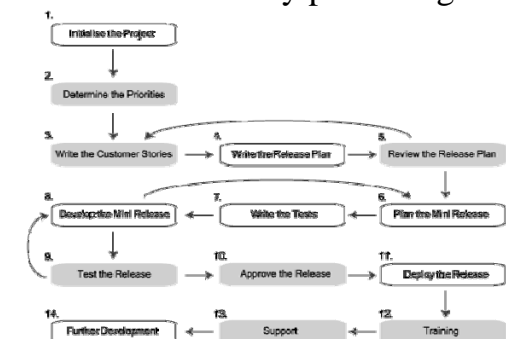 1.
Initialise the Project
2.
Determine the Priorities
3.
Write the Customer Stories
4.
Write the Release Plan
5.
Review the Release Plan
8.
Develop the Mini Release
7.
Write the Tests
6.
Plan the Mini Release
9.
Test the Release
10.
Approve the Release
11.
Deploy the Release
14.
Further Development
13.
Support
12.
Training